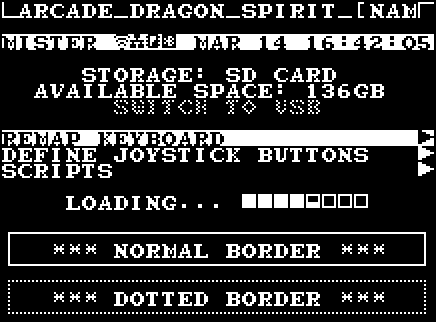 ARCADE_DRAGON_SPIRIT_[NAM
MISTER MAR 14 16:42:05
STORAGE: SD CARD
AVAILABLE SPACE: 136GB
SWITCH TO USB
REMAP KEYBOARD
DEFINE JOYSTICK BUTTONS
SCRIPTS
LOADING...
*** NORMAL BORDER ***
*** DOTTED BORDER ***